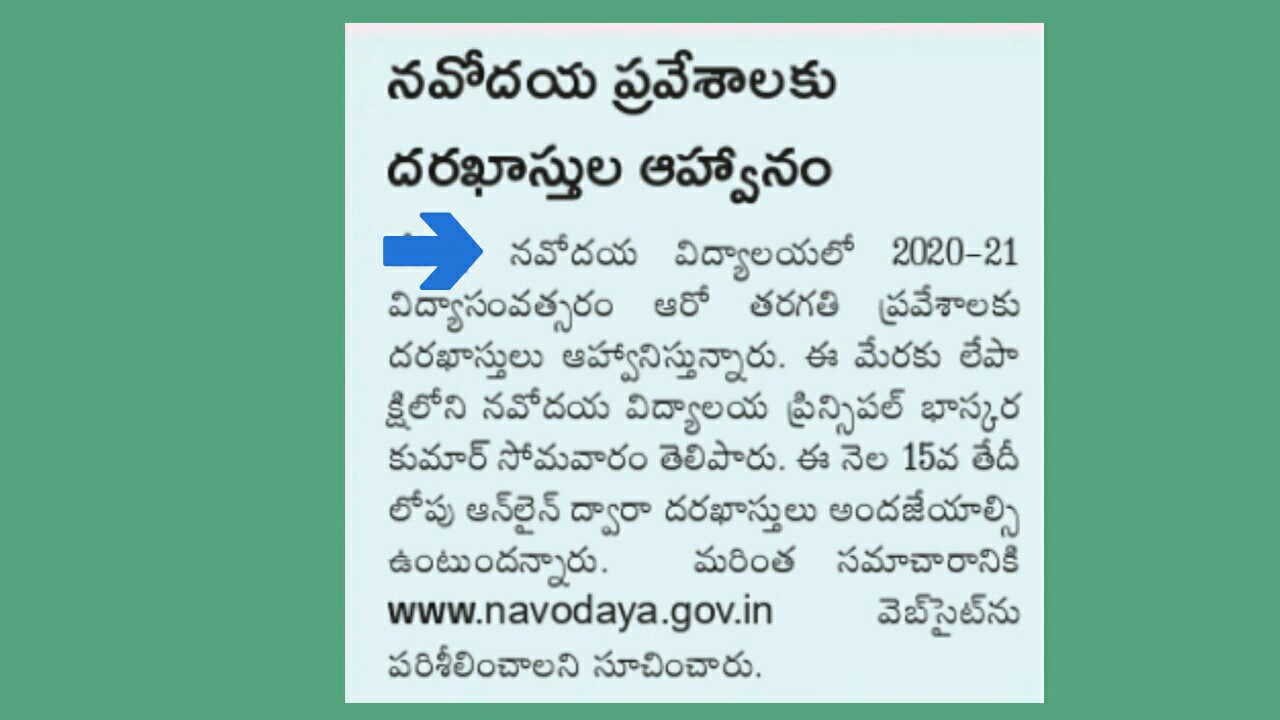 నవోదయ ప్రవేశాలకు
దరఖాస్తుల ఆహ్వానం
నవోదయ విద్యాలయలో 2020-21
విద్యాసంవత్సరం ఆరో తరగతి ప్రవేశాలకు
దరఖాస్తులు ఆహ్వానిస్తున్నారు. ఈ మేరకు లేపా
క్షిలోని నవోదయ విద్యాలయ ప్రిన్సిపల్ భాస్కర
కుమార్ సోమవారం తెలిపారు. ఈ నెల 15వ తేదీ
లోపు ఆన్‌లైన్ ద్వారా దరఖాస్తులు అందజేయాల్సి
ఉంటుందన్నారు. మరింత సమాచారానికి
www.navodaya.gov.in వెబ్‌సైట్‌ను
పరిశీలించాలని సూచించారు.